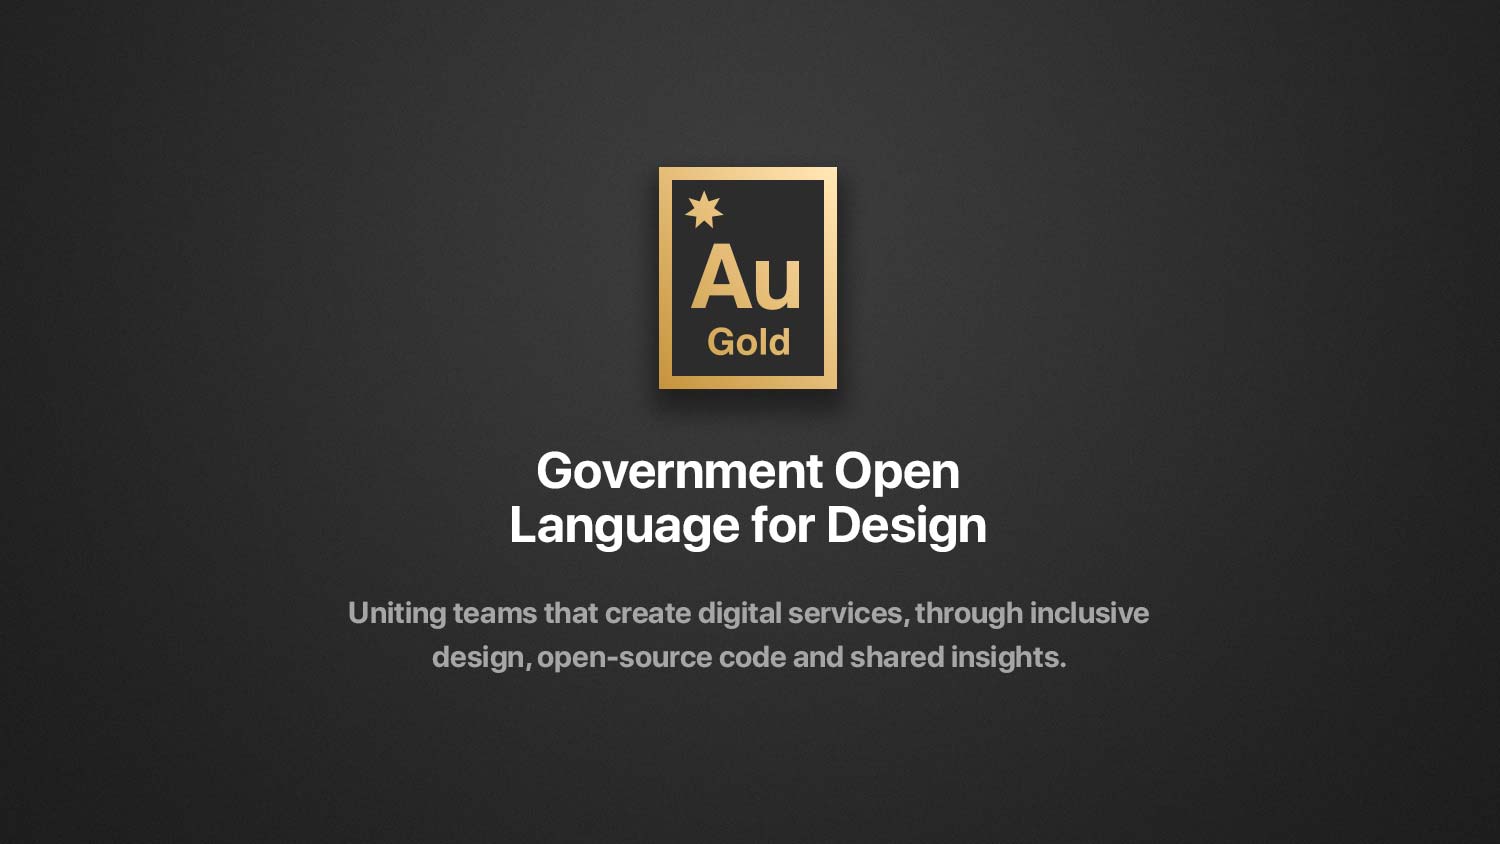 Au
Gold
Government Open
Language for Design
Uniting teams that create digital services, through inclusive
design, open-source code and shared insights.